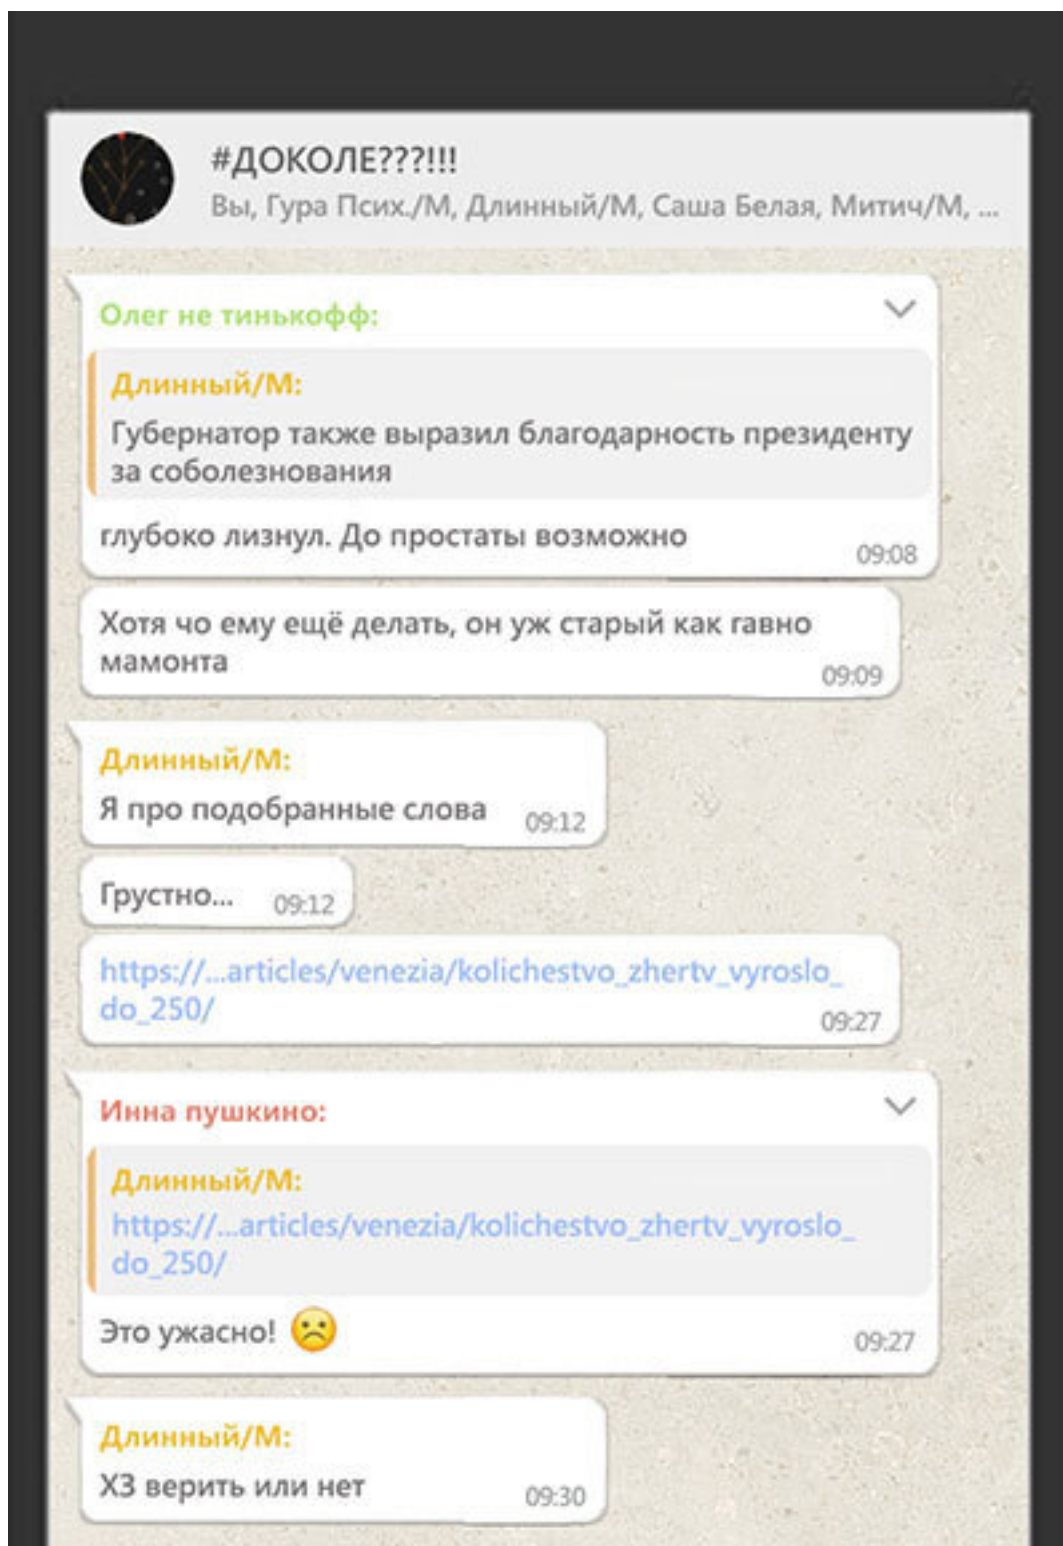 #ДОКОЛЕ???!!!
Вы, Гура Псих./М, Длинный/М, Саша Белая, Митич/М, ...
Олег не тинькофф:
Длинный/М:
Губернатор также выразил благодарность президенту
за соболезнования
глубоко лизнул. До простаты возможно
09:08
Хотя чо ему ещё делать, он уж старый как гавно
мамонта
09:09
Длинный/М:
Я про подобранные слова 09:12
Грустно... 09:12
https://...articles/venezia/kolichestvo_zhertv_vyroslo_
do_250/
09:27
Инна пушкино:
Длинный/М:
https://...articles/venezia/kolichestvo_zhertv_vyroslo_
do_250/
Это ужасно! ☹️ 09:27
Длинный/М:
ХЗ верить или нет 09:30